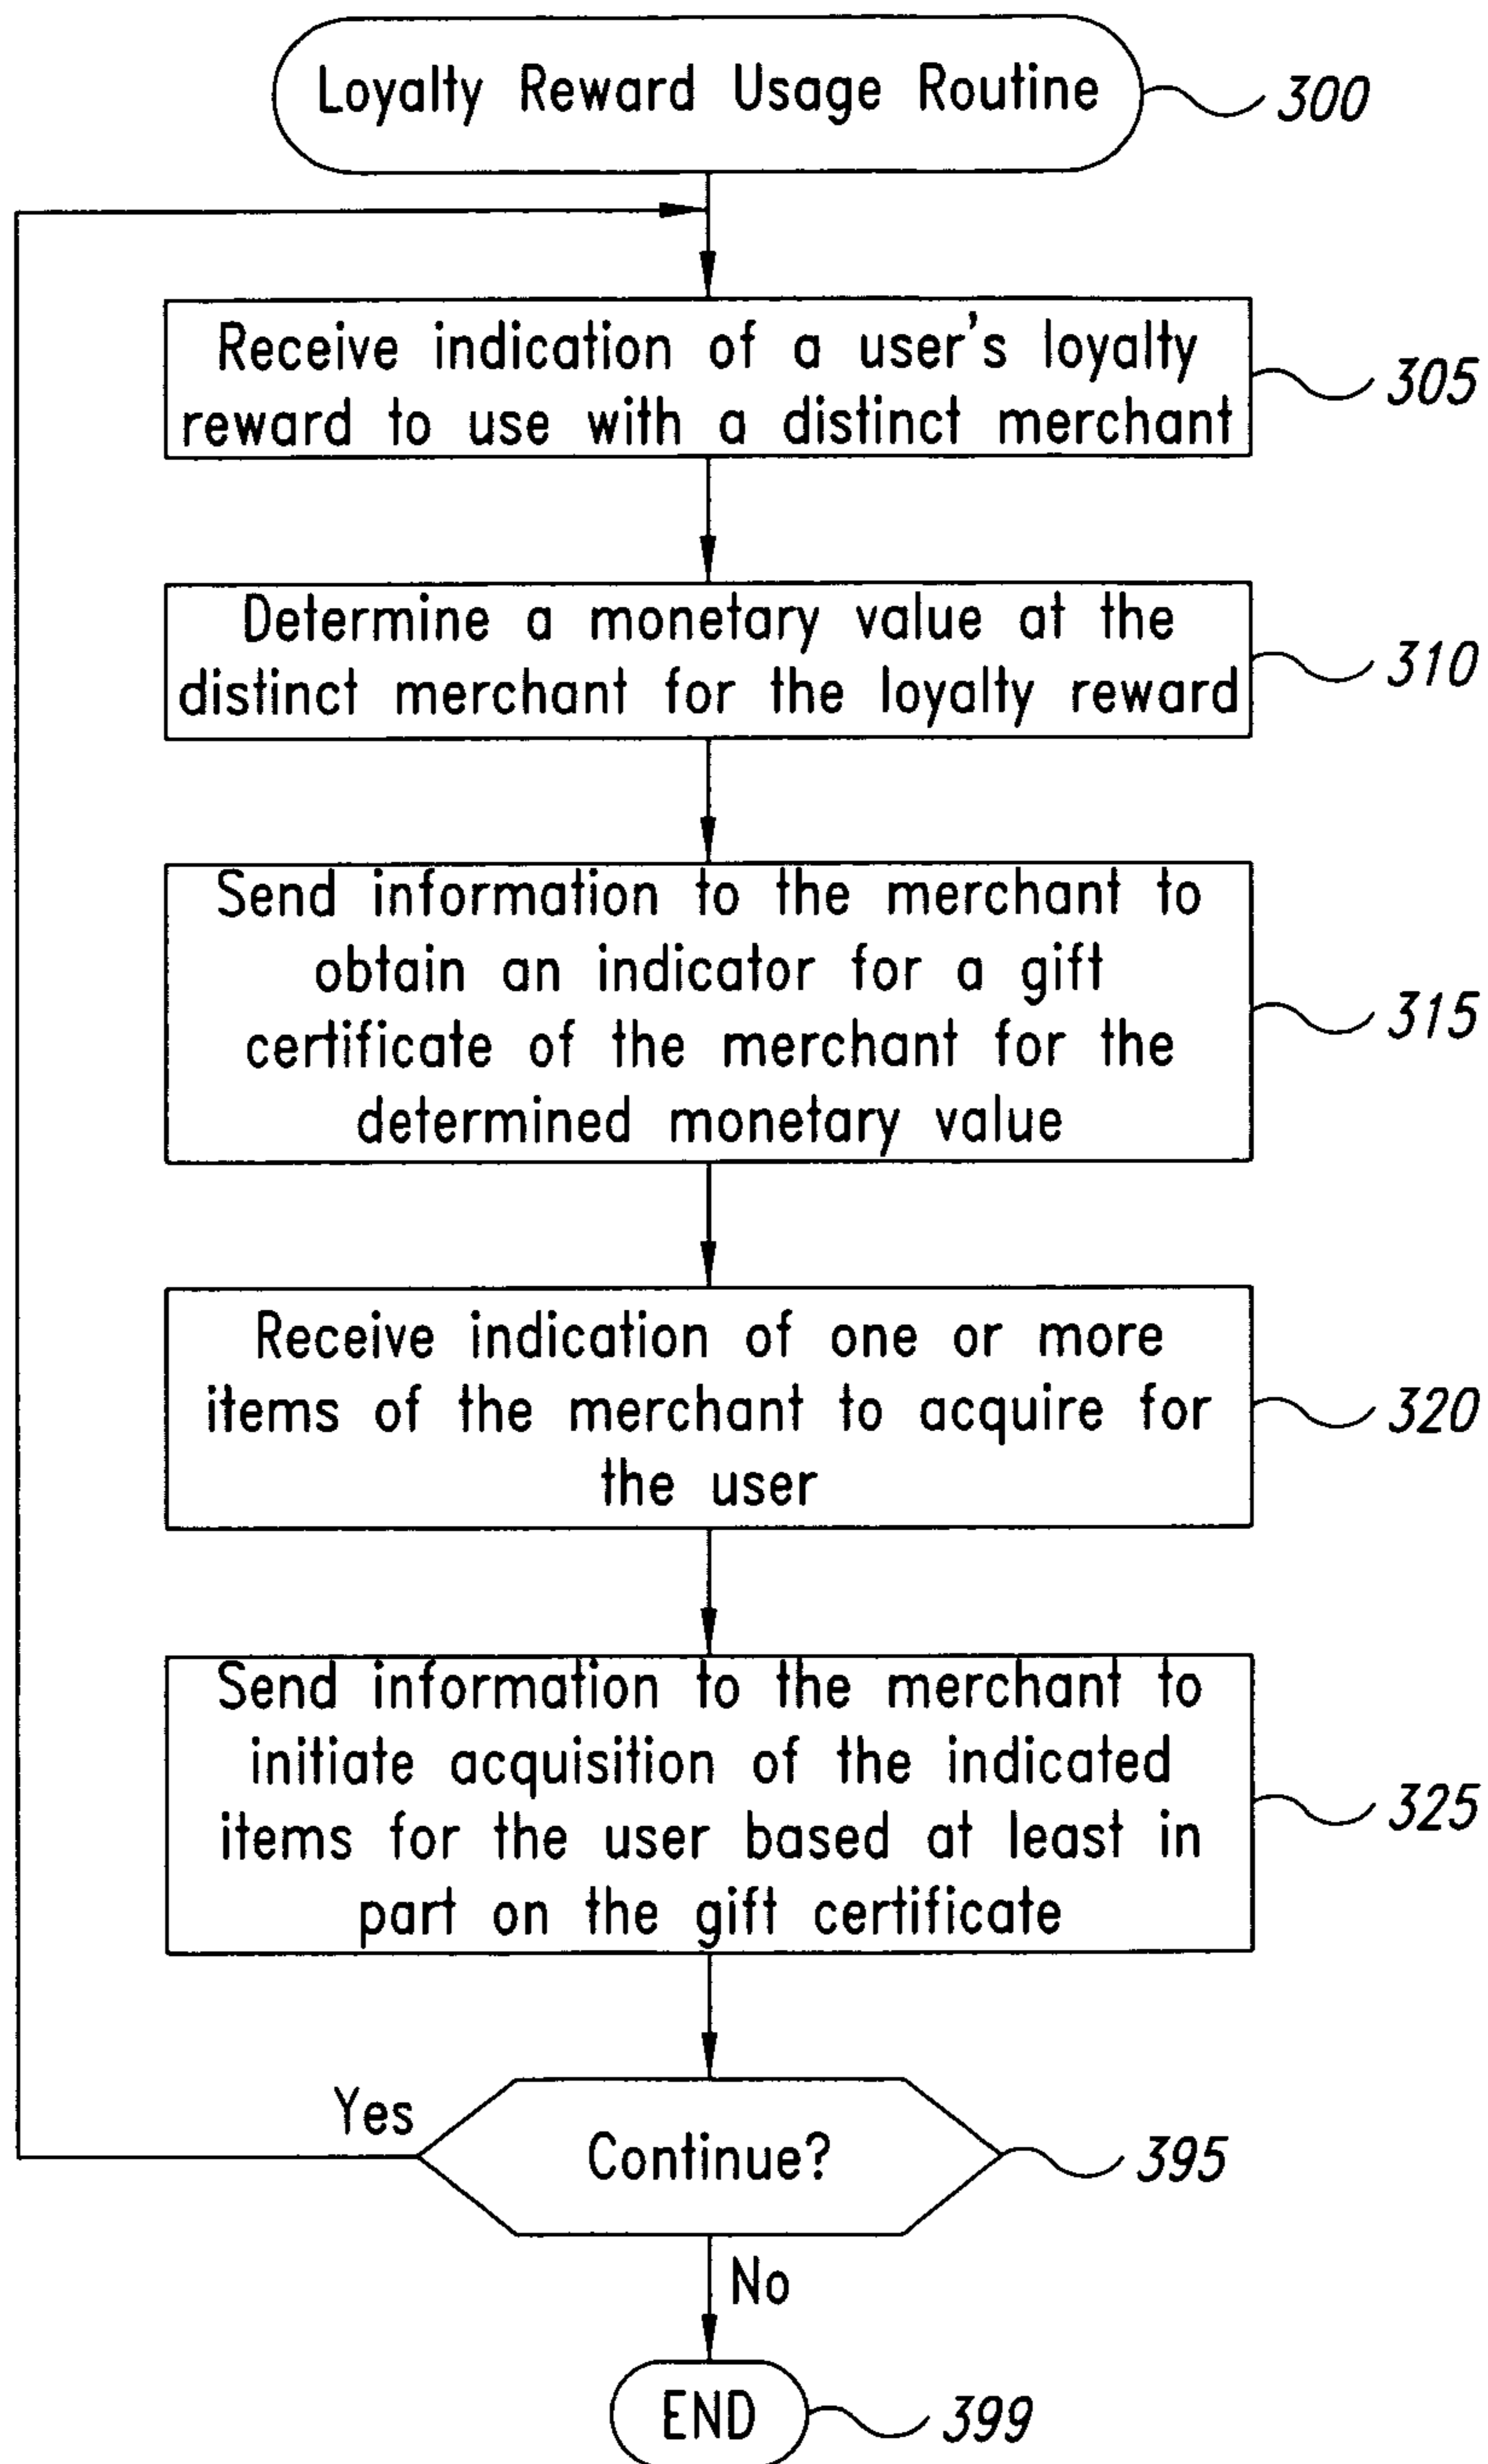 Loyalty Reward Usage Routine
300
Receive indication of a user's loyalty
reward to use with a distinct merchant
305
Determine a monetary value at the
distinct merchant for the loyalty reward
310
Send information to the merchant to
obtain an indicator for a gift
certificate of the merchant for the
determined monetary value
315
Receive indication of one or more
items of the merchant to acquire for
the user
320
Send information to the merchant to
initiate acquisition of the indicated
items for the user based at least in
part on the gift certificate
325
Yes
Continue?
395
No
END
399